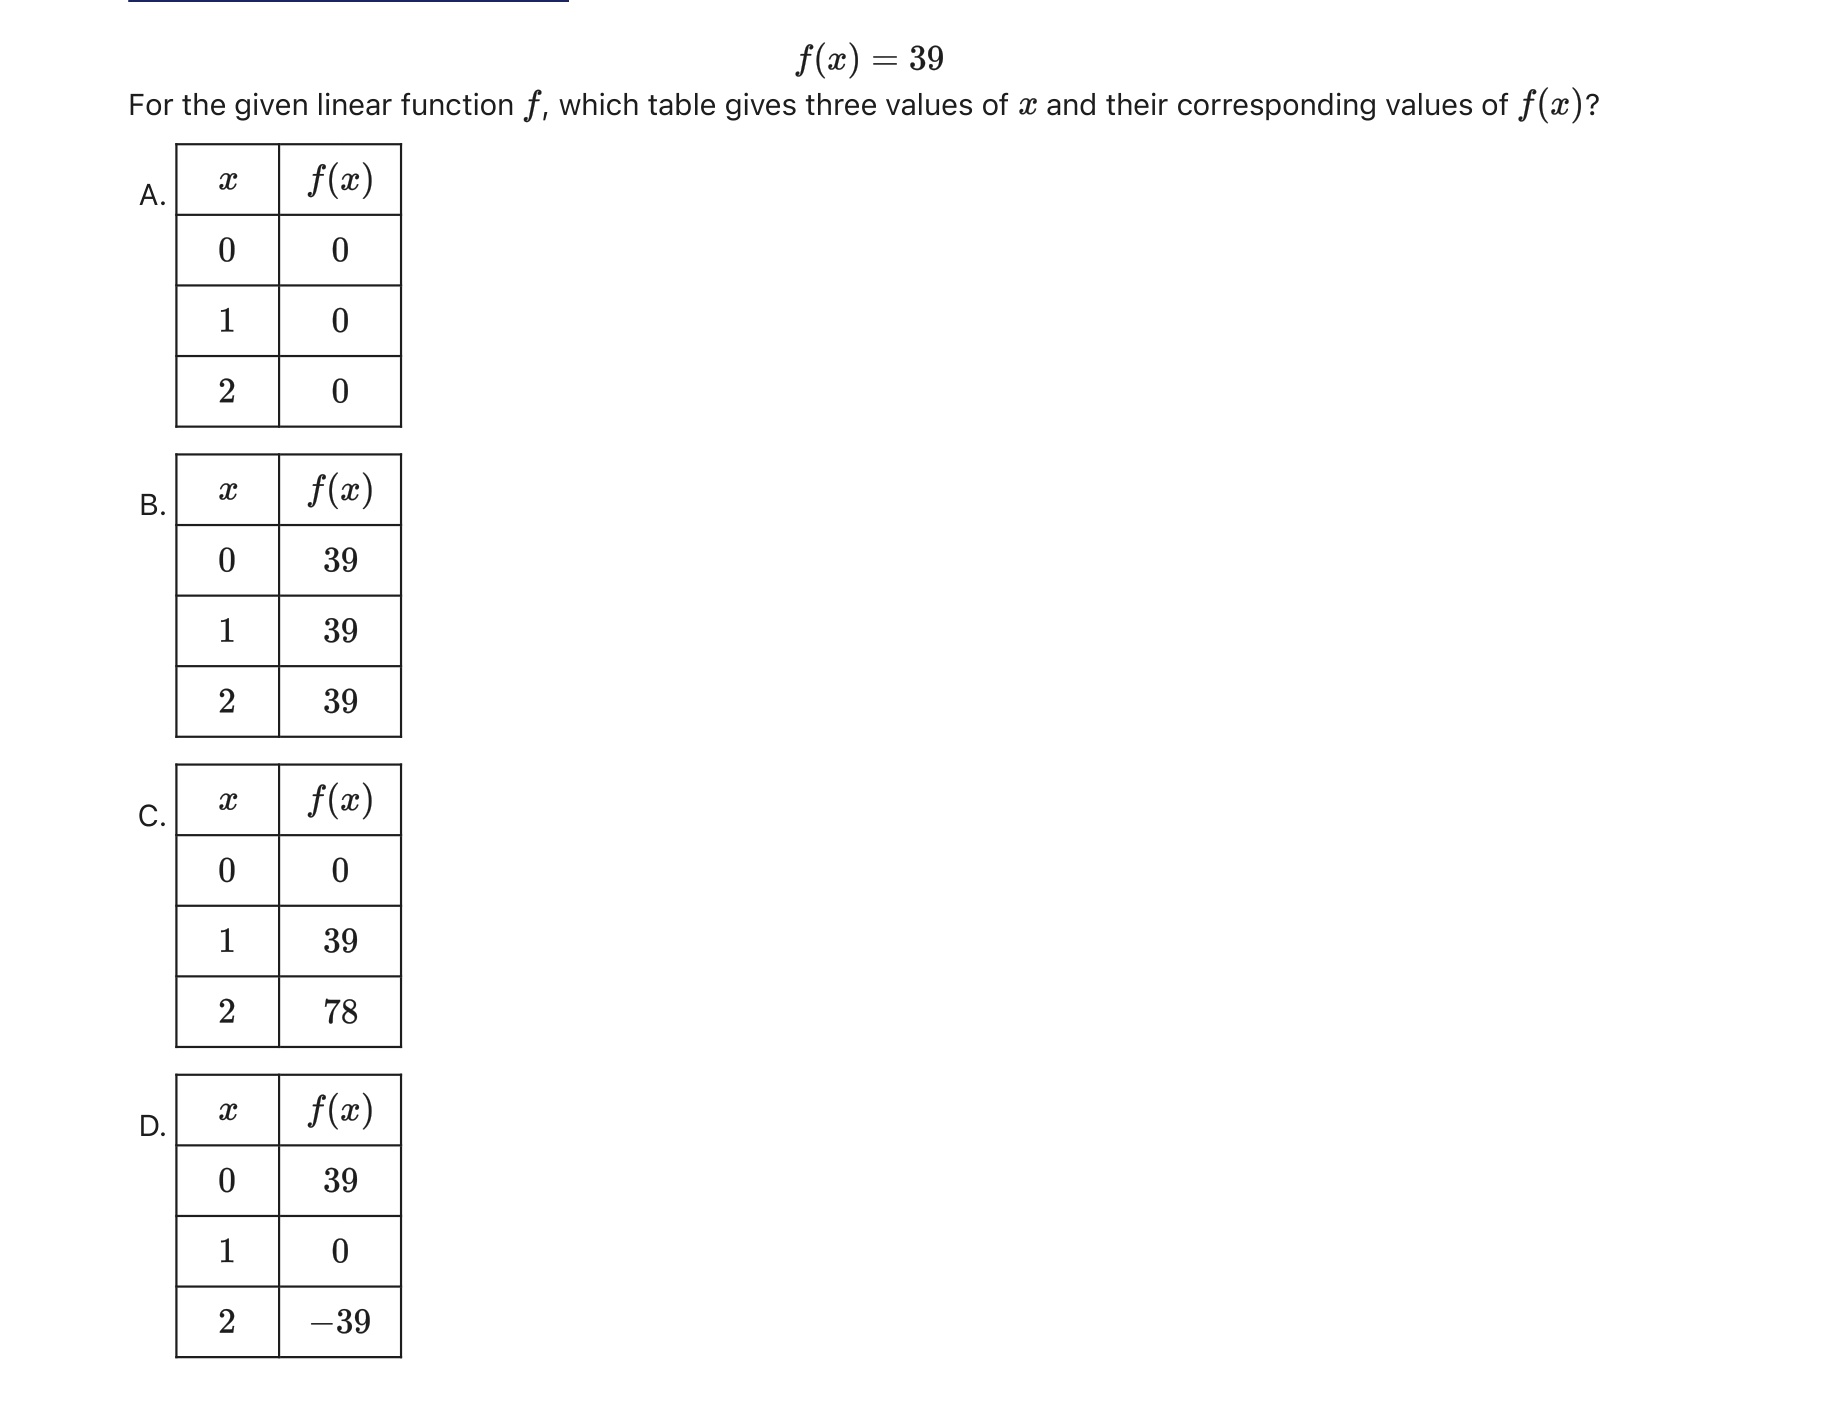 f(x) = 39
For the given linear function f, which table gives three values of x and their corresponding values of f(x)?
A.
x f(x)
0 0
1 0
2 0
B.
x f(x)
0 39
1 39
2 39
C.
x f(x)
0 0
1 39
2 78
D.
x f(x)
0 39
1 0
2 −39